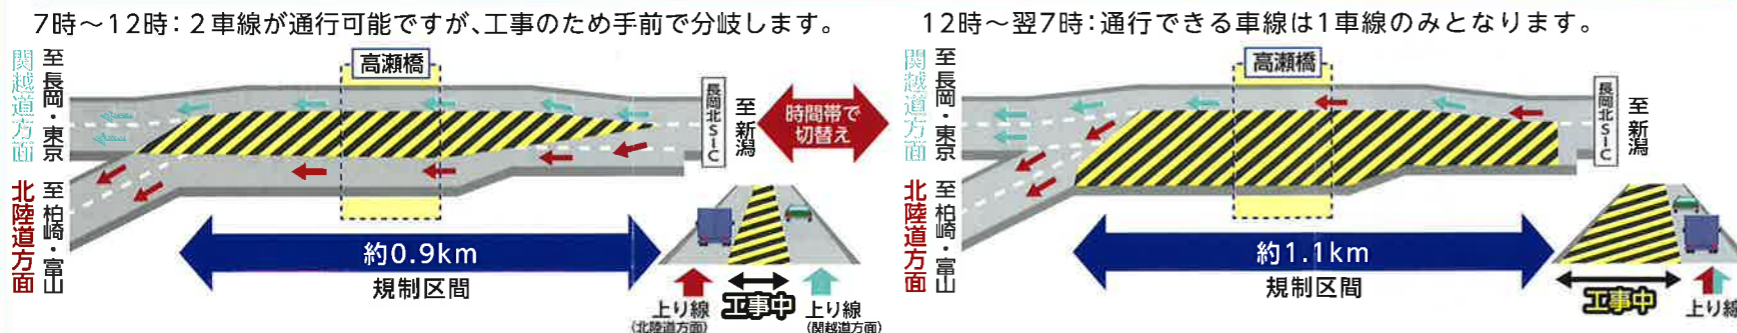 7時～12時：２車線が通行可能ですが、工事のため手前で分岐します。
関越道方面
至長岡・東京
北陸道方面
至柏崎・富山
高瀬橋
長岡北SIC
至新潟
約0.9km
規制区間
上り線
(北陸道方面)
工事中
上り線
(関越道方面)
時間帯で
切替え
12時～翌7時：通行できる車線は1車線のみとなります。
関越道方面
至長岡・東京
北陸道方面
至柏崎・富山
高瀬橋
長岡北SIC
至新潟
約1.1km
規制区間
工事中
上り線